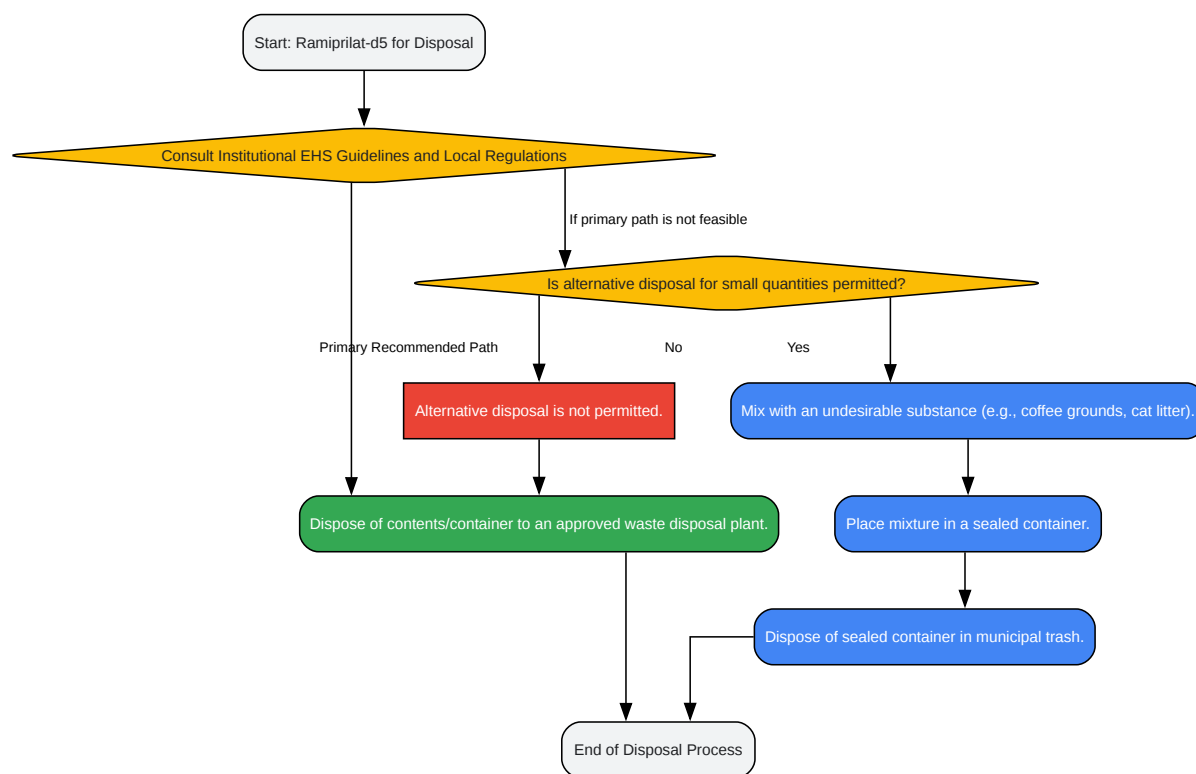 Start: Ramiprilat-d5 for Disposal
Consult Institutional EHS Guidelines and Local Regulations
If primary path is not feasible
Is alternative disposal for small quantities permitted?
Primary Recommended Path
No
Yes
Alternative disposal is not permitted.
Mix with an undesirable substance (e.g., coffee grounds, cat litter).
Dispose of contents/container to an approved waste disposal plant.
Place mixture in a sealed container.
Dispose of sealed container in municipal trash.
End of Disposal Process